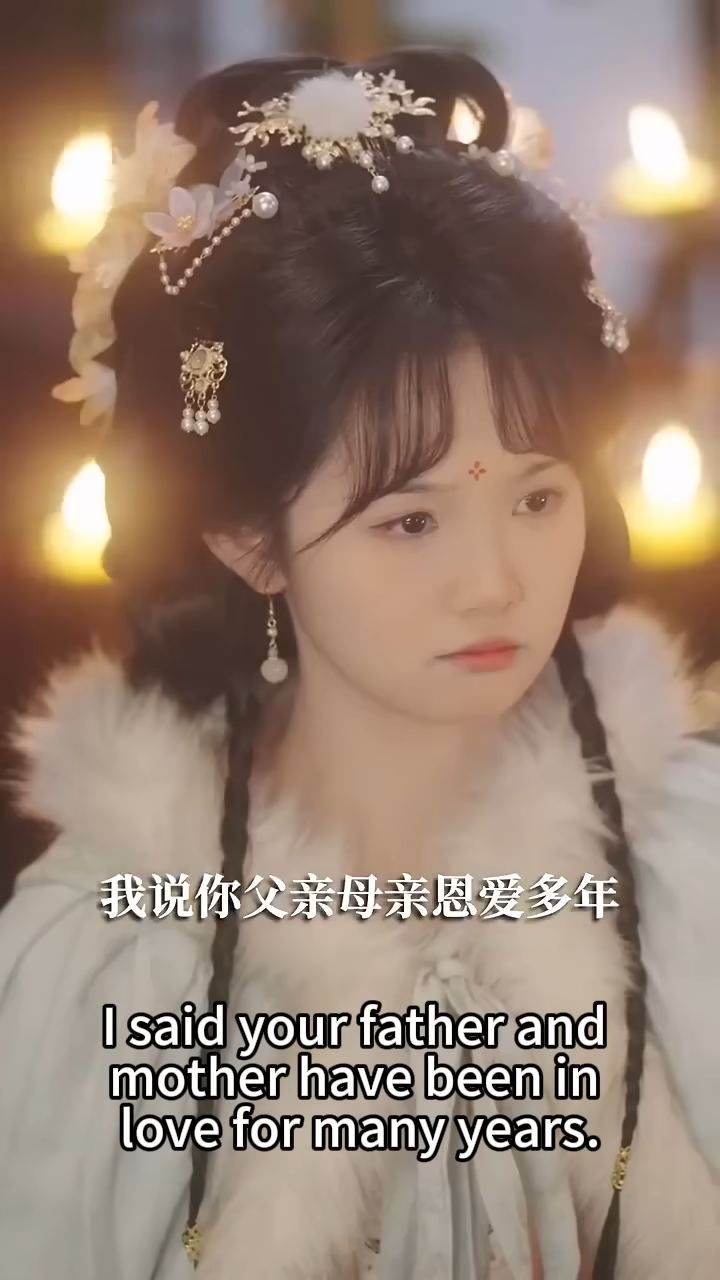 我说你父亲母亲恩爱多年
I said your father and
mother have been in
love for many years.